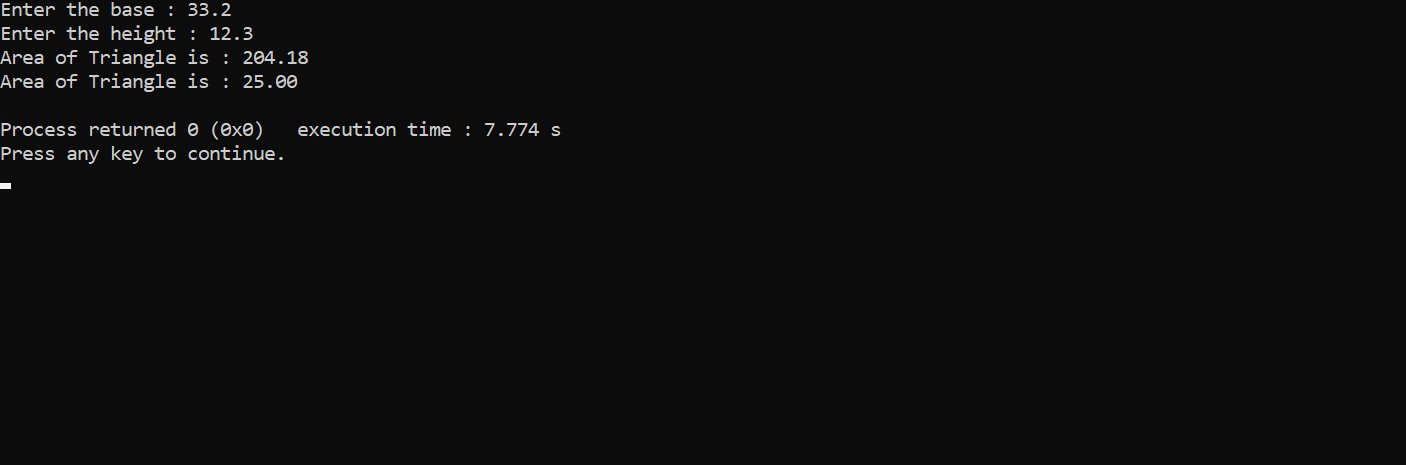 Enter the base : 33.2
Enter the height : 12.3
Area of Triangle is : 204.18
Area of Triangle is : 25.00
Process returned 0 (0x0)   execution time : 7.774 s
Press any key to continue.